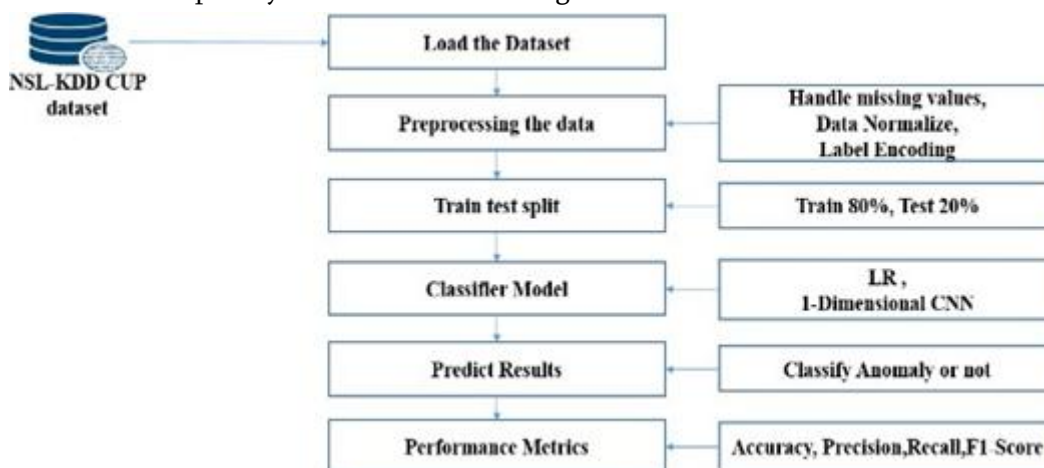 Load the Dataset
NSL-KDD CUP
dataset
Preprocessing the data
Handle missing values,
Data Normalize,
Label Encoding
Train test split
Train 80%, Test 20%
Classifier Model
LR ,
1-Dimensional CNN
Predict Results
Classify Anomaly or not
Performance Metrics
Accuracy, Precision,Recall,F1-Score